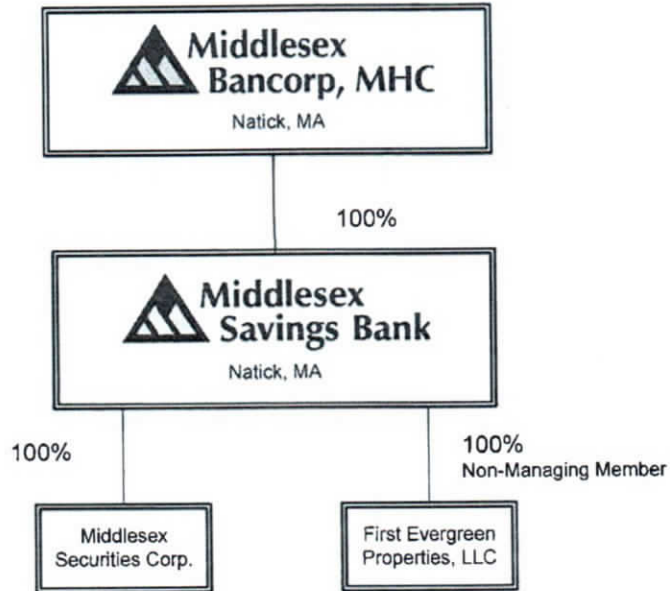 Middlesex
Bancorp, MHC
Natick, MA
100%
Middlesex
Savings Bank
Natick, MA
100%
100%
Non-Managing Member
Middlesex
Securities Corp.
First Evergreen
Properties, LLC